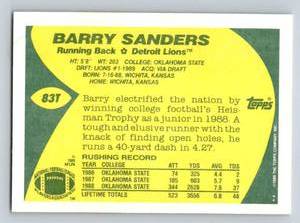 BARRY SANDERS
Running Back ✩ Detroit Lions™
HT: 5'8" WT: 203 COLLEGE: OKLAHOMA STATE
DRFT: LIONS #1-1989 ACQ: VIA DRAFT
BORN: 7-16-68, WICHITA, KANSAS
HOME: WICHITA, KANSAS
83T
Topps
Barry electrified the nation by
winning college football's Heis-
man Trophy as a junior in 1988. A
tough and elusive runner with the
knack of finding open holes, he
runs a 40-yard dash in 4.27.
RUSHING RECORD
YEAR COLLEGE ATT YDS AVG TD
1986 OKLAHOMA STATE 74 325 4.4 2
1987 OKLAHOMA STATE 105 603 5.7 9
1988 OKLAHOMA STATE 344 2628 7.6 37
LIFETIME TOTALS 523 3556 6.8 48